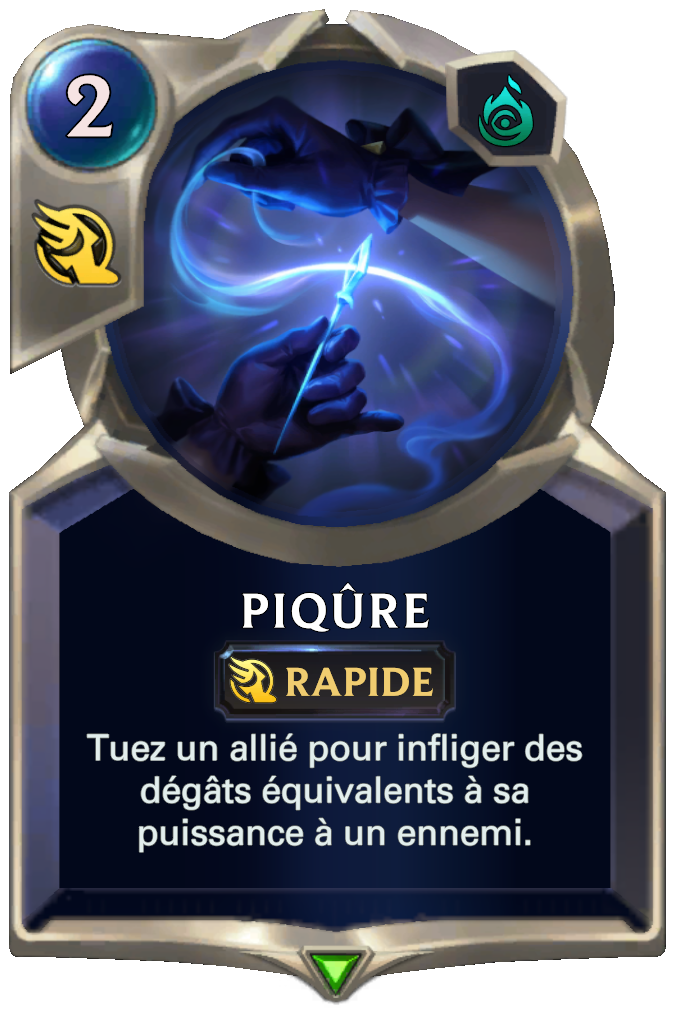 2
PIQÛRE
RAPIDE
Tuez un allié pour infliger des
dégâts équivalents à sa
puissance à un ennemi.